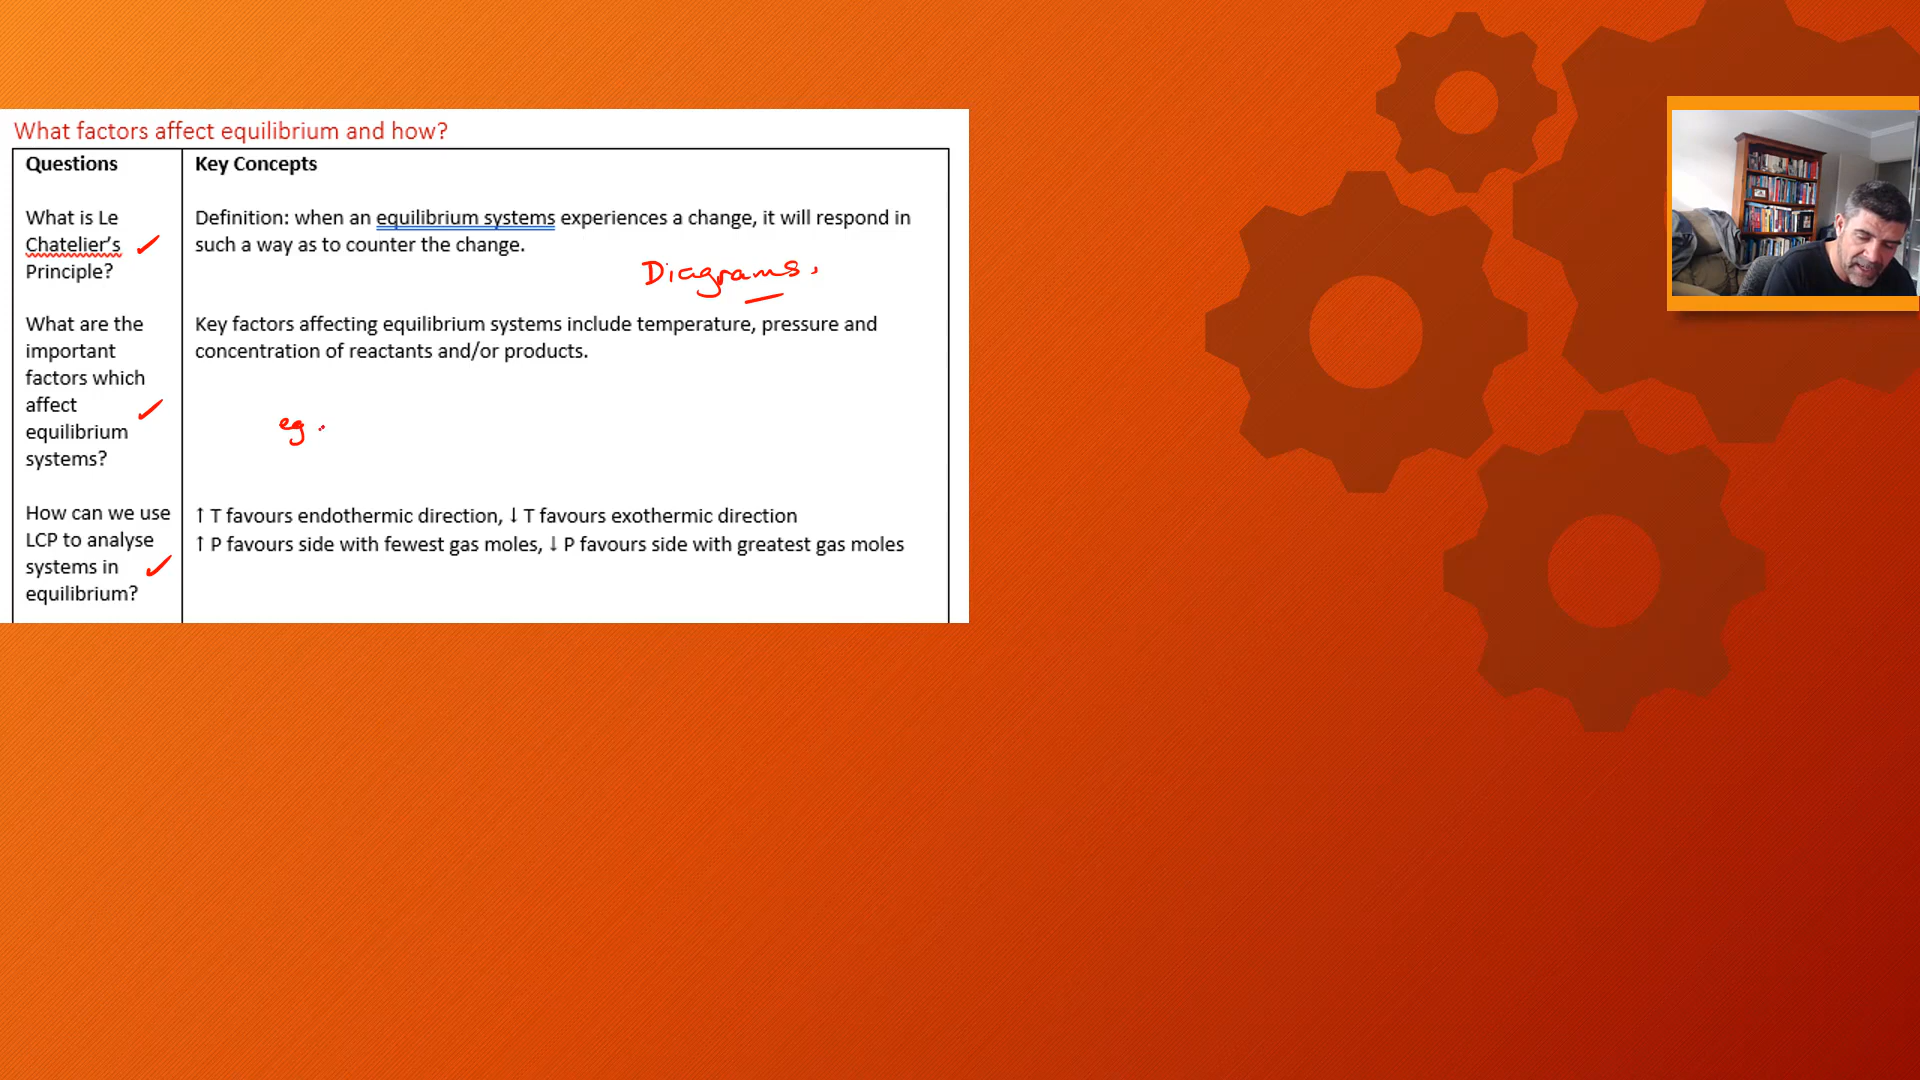 What factors affect equilibrium and how?
Questions
Key Concepts
What is Le
Chatelier's
Principle?
Definition: when an equilibrium systems experiences a change, it will respond in
such a way as to counter the change.
Diagrams,
What are the
important
factors which
affect
equilibrium
systems?
Key factors affecting equilibrium systems include temperature, pressure and
concentration of reactants and/or products.
eg .
How can we use
LCP to analyse
systems in
equilibrium?
↑ T favours endothermic direction, ↓ T favours exothermic direction
↑ P favours side with fewest gas moles, ↓ P favours side with greatest gas moles